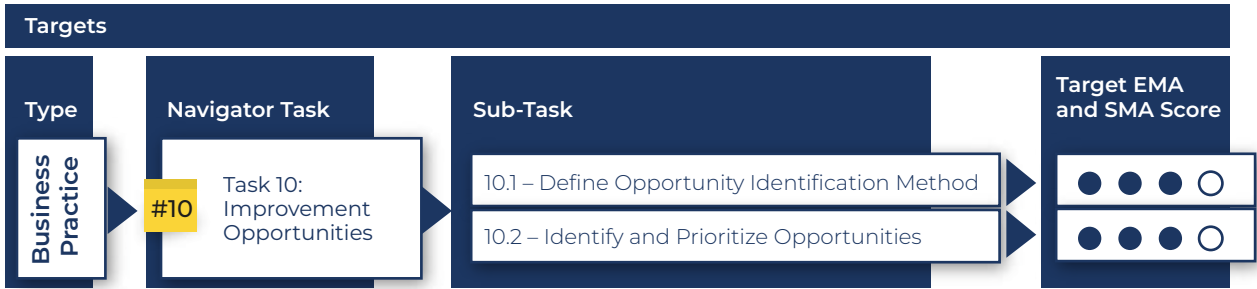 Targets
Type
Navigator Task
Sub-Task
Target EMA
and SMA Score
Business
Practice
#10
Task 10:
Improvement
Opportunities
10.1 – Define Opportunity Identification Method
10.2 – Identify and Prioritize Opportunities